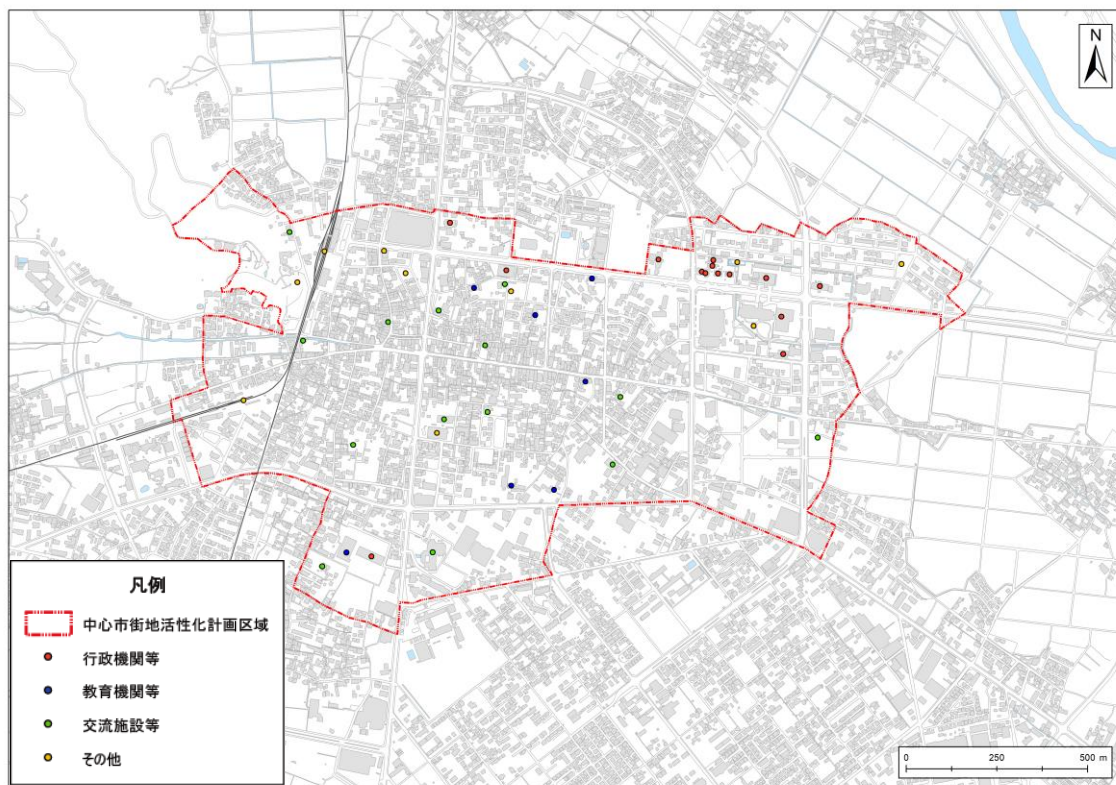 N
凡例
中心市街地活性化計画区域
行政機関等
教育機関等
交流施設等
その他
0 250 500 m